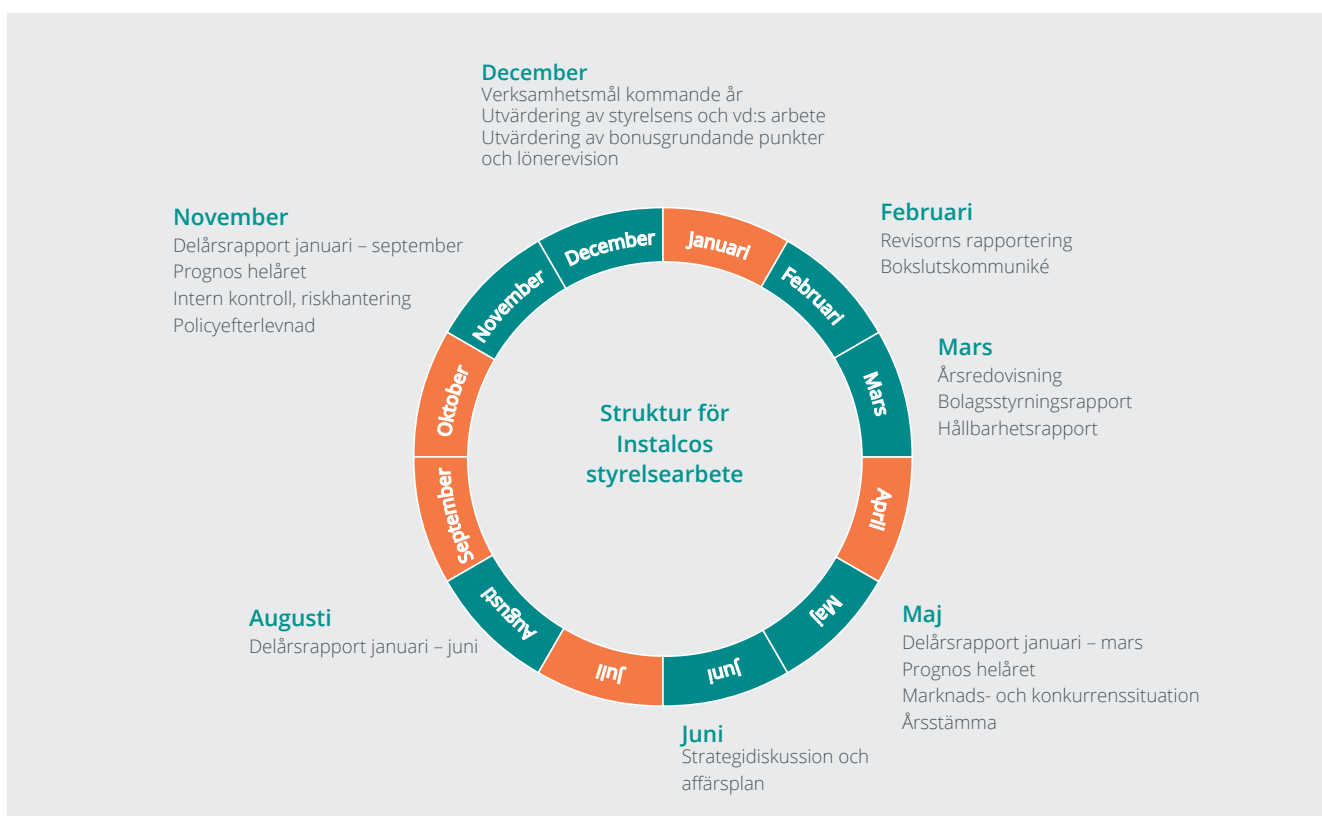 December
Verksamhetsmål kommande år
Utvärdering av styrelsens och vd:s arbete
Utvärdering av bonusgrundande punkter
och lönerevision
November
Delårsrapport januari – september
Prognos helåret
Intern kontroll, riskhantering
Policyefterlevnad
Februari
Revisorns rapportering
Bokslutskommuniké
Mars
Årsredovisning
Bolagsstyrningsrapport
Hållbarhetsrapport
Januari
Februari
Mars
April
Maj
Juni
Juli
Augusti
September
Oktober
November
December
Struktur för
Instalcos
styrelsearbete
Augusti
Delårsrapport januari – juni
Maj
Delårsrapport januari – mars
Prognos helåret
Marknads- och konkurrenssituation
Årsstämma
Juni
Strategidiskussion och
affärsplan